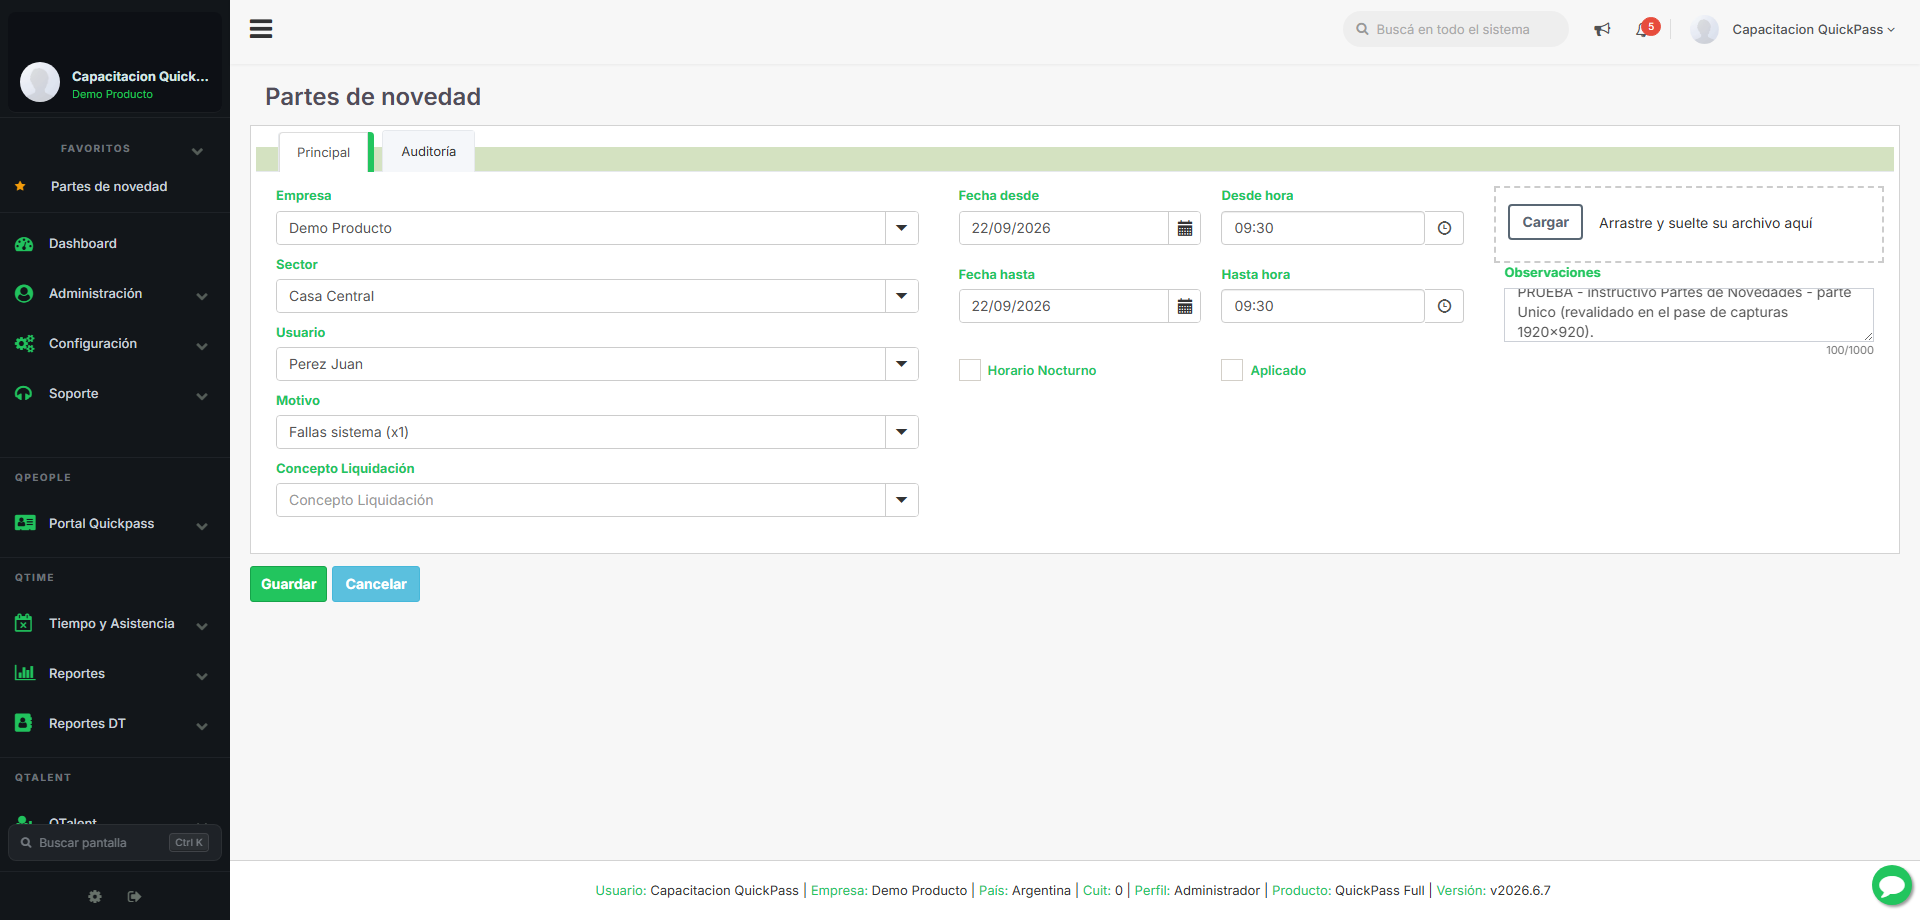 Capacitacion Quick...
Demo Producto
FAVORITOS
Partes de novedad
Dashboard
Administración
Configuración
Soporte
QPEOPLE
Portal Quickpass
QTIME
Tiempo y Asistencia
Reportes
Reportes DT
QTALENT
QTalent
Buscar pantalla
Ctrl K
Buscá en todo el sistema
5
Capacitacion QuickPass
Partes de novedad
Principal
Auditoría
Empresa
Demo Producto
Sector
Casa Central
Usuario
Perez Juan
Motivo
Fallas sistema (x1)
Concepto Liquidación
Concepto Liquidación
Fecha desde
22/09/2026
Desde hora
09:30
Fecha hasta
22/09/2026
Hasta hora
09:30
Horario Nocturno
Aplicado
Cargar
Arrastre y suelte su archivo aquí
Observaciones
PRUEBA - instructivo Partes de Novedades - parte
Unico (revalidado en el pase de capturas
1920×920).
100/1000
Guardar
Cancelar
Usuario: Capacitacion QuickPass | Empresa: Demo Producto | País: Argentina | Cuit: 0 | Perfil: Administrador | Producto: QuickPass Full | Versión: v2026.6.7